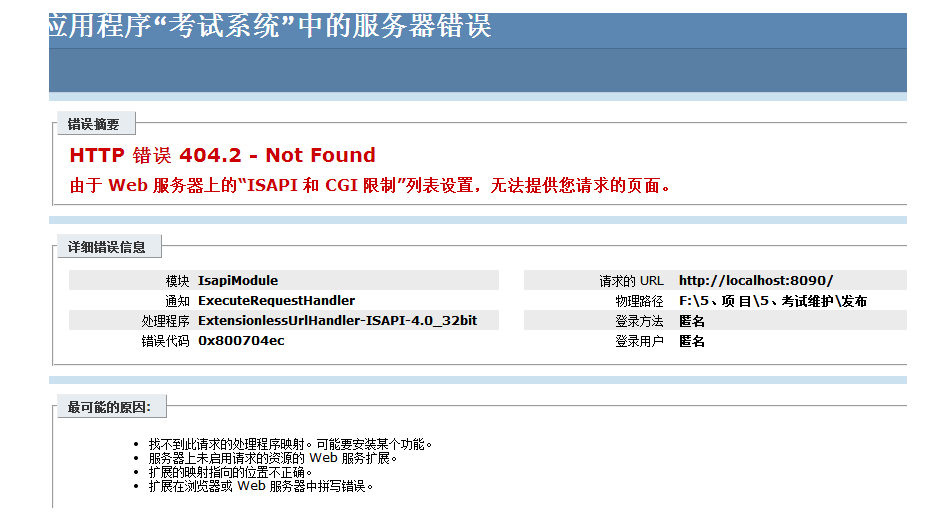 应用程序“考试系统”中的服务器错误
错误摘要
HTTP 错误 404.2 - Not Found
由于 Web 服务器上的“ISAPI 和 CGI 限制”列表设置，无法提供您请求的页面。
详细错误信息
模块 IsapiModule
通知 ExecuteRequestHandler
处理程序 ExtensionlessUrlHandler-ISAPI-4.0_32bit
错误代码 0x800704ec
请求的 URL http://localhost:8090/
物理路径 F:\5、项 目\5、考试维护\发布
登录方法 匿名
登录用户 匿名
最可能的原因:
• 找不到此请求的处理程序映射。可能要安装某个功能。
• 服务器上未启用请求的资源的 Web 服务扩展。
• 扩展的映射指向的位置不正确。
• 扩展在浏览器或 Web 服务器中拼写错误。